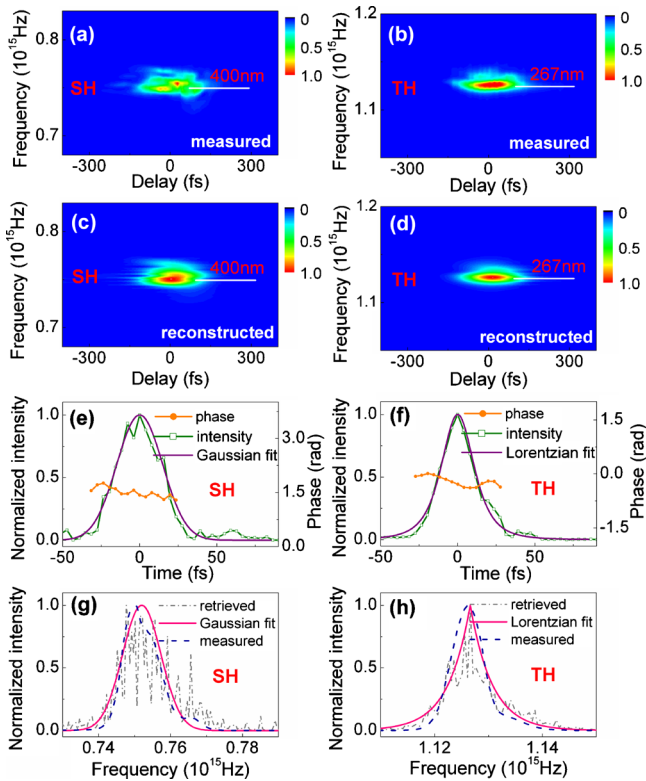 (a)
SH
400nm
measured
Frequency (10^15Hz)
0.8
0.7
-300
0
300
Delay (fs)
0
0.5
1.0
(b)
TH
267nm
measured
Frequency (10^15Hz)
1.2
1.1
-300
0
300
Delay (fs)
0
0.5
1.0
(c)
SH
400nm
reconstructed
Frequency (10^15Hz)
0.8
0.7
-300
0
300
Delay (fs)
0
0.5
1.0
(d)
TH
267nm
reconstructed
Frequency (10^15Hz)
1.2
1.1
-300
0
300
Delay (fs)
0
0.5
1.0
(e)
phase
intensity
Gaussian fit
SH
Normalized intensity
1.0
0.5
0.0
-50
0
50
Time (fs)
3.0
1.5
0.0
Phase (rad)
(f)
phase
intensity
Lorentzian fit
TH
Normalized inensity
1.0
0.5
0.0
-50
0
50
Time (fs)
1.5
-0.0
-1.5
Phase (rad)
(g)
retrieved
Gaussian fit
measured
SH
Normalized intensity
1.0
0.5
0.0
0.74
0.76
0.78
Frequency (10^15Hz)
(h)
retrieved
Lorentzian fit
measured
TH
Normalized intensity
1.0
0.5
0.0
1.12
1.14
Frequency (10^15Hz)